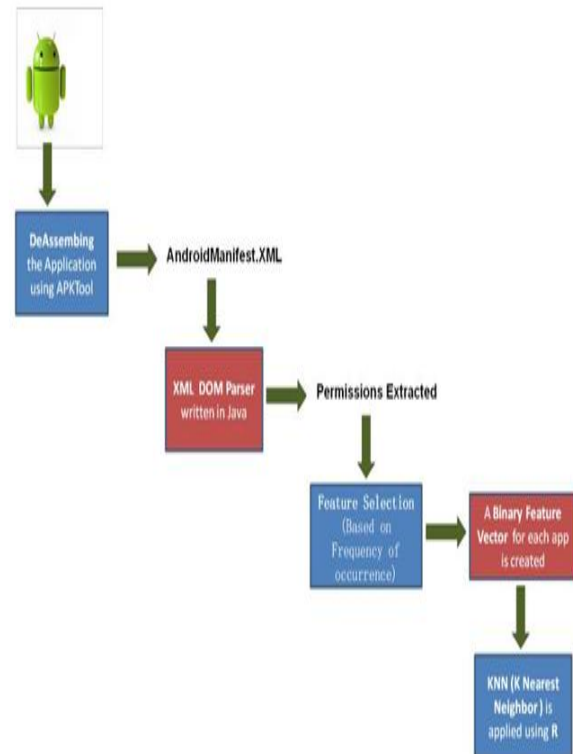 DeAssembing
the Application
using APKTool
AndroidManifest.XML
XML DOM Parser
written in Java
Permissions Extracted
Feature Selection
(Based on
Frequency of
occurrence)
A Binary Feature
Vector for each app
is created
KNN (K Nearest
Neighbor) is
applied using R